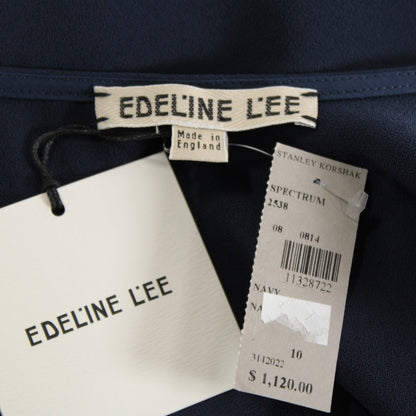 EDELINE LEE
Made in
England
EDELINE LEE
STANLEY KORSHAK
SPECTRUM
2538
08 0814
11328722
NAVY
10
3142022
$ 1,120.00